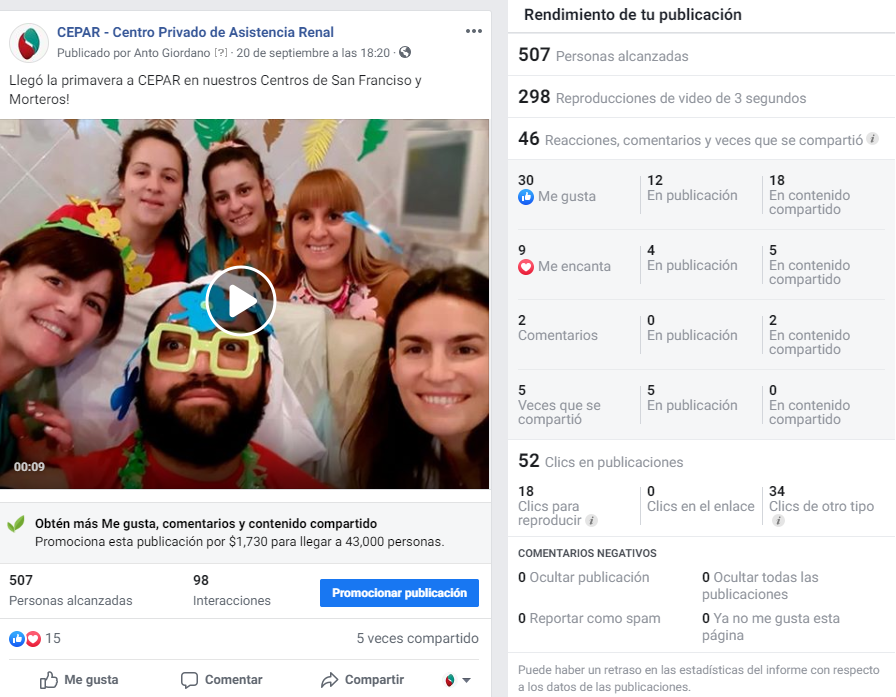 CEPAR - Centro Privado de Asistencia Renal
Publicado por Anto Giordano [?] · 20 de septiembre a las 18:20 ·
Llegó la primavera a CEPAR en nuestros Centros de San Franciso y
Morteros!
00:09
Obtén más Me gusta, comentarios y contenido compartido
Promociona esta publicación por $1,730 para llegar a 43,000 personas.
507
Personas alcanzadas
98
Interacciones
Promocionar publicación
15
5 veces compartido
Me gusta
Comentar
Compartir
Rendimiento de tu publicación
507 Personas alcanzadas
298 Reproducciones de video de 3 segundos
46 Reacciones, comentarios y veces que se compartió i
30
Me gusta
12
En publicación
18
En contenido
compartido
9
Me encanta
4
En publicación
5
En contenido
compartido
2
Comentarios
0
En publicación
2
En contenido
compartido
5
Veces que se
compartió
5
En publicación
0
En contenido
compartido
52 Clics en publicaciones
18
Clics para
reproducir i
0
Clics en el enlace
34
Clics de otro tipo
i
COMENTARIOS NEGATIVOS
0 Ocultar publicación
0 Ocultar todas las
publicaciones
0 Reportar como spam
0 Ya no me gusta esta
página
Puede haber un retraso en las estadísticas del informe con respecto
a los datos de las publicaciones.